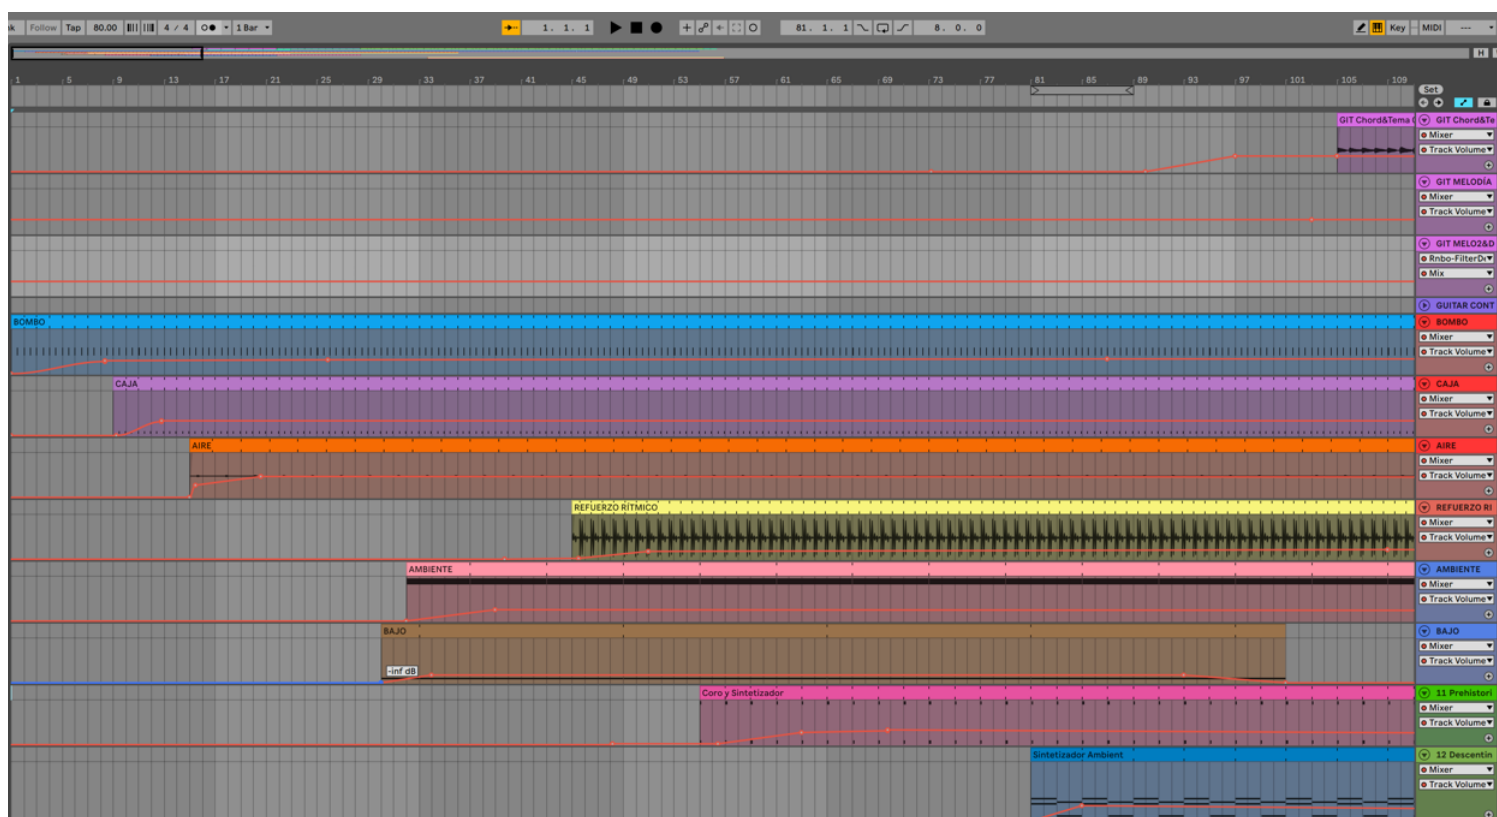 k Follow Tap 80.00 4 / 4 1 Bar 1. 1. 1 81. 1. 1 8. 0. 0 Key MIDI
H
1 5 9 13 17 21 25 29 33 37 41 45 49 53 57 61 65 69 73 77 81 85 89 93 97 101 105 109
Set
GIT Chord&Tema GIT Chord&Te
Mixer
Track Volume
GIT MELODÍA
Mixer
Track Volume
GIT MELO2&D
Rnbo-FilterDe
Mix
GUITAR CONT
BOMBO BOMBO
Mixer
Track Volume
CAJA CAJA
Mixer
Track Volume
AIRE AIRE
Mixer
Track Volume
REFUERZO RÍTMICO REFUERZO RI
Mixer
Track Volume
AMBIENTE AMBIENTE
Mixer
Track Volume
BAJO BAJO
Mixer
-inf dB Track Volume
Coro y Sintetizador 11 Prehistori
Mixer
Track Volume
Sintetizador Ambient 12 Descentin
Mixer
Track Volume